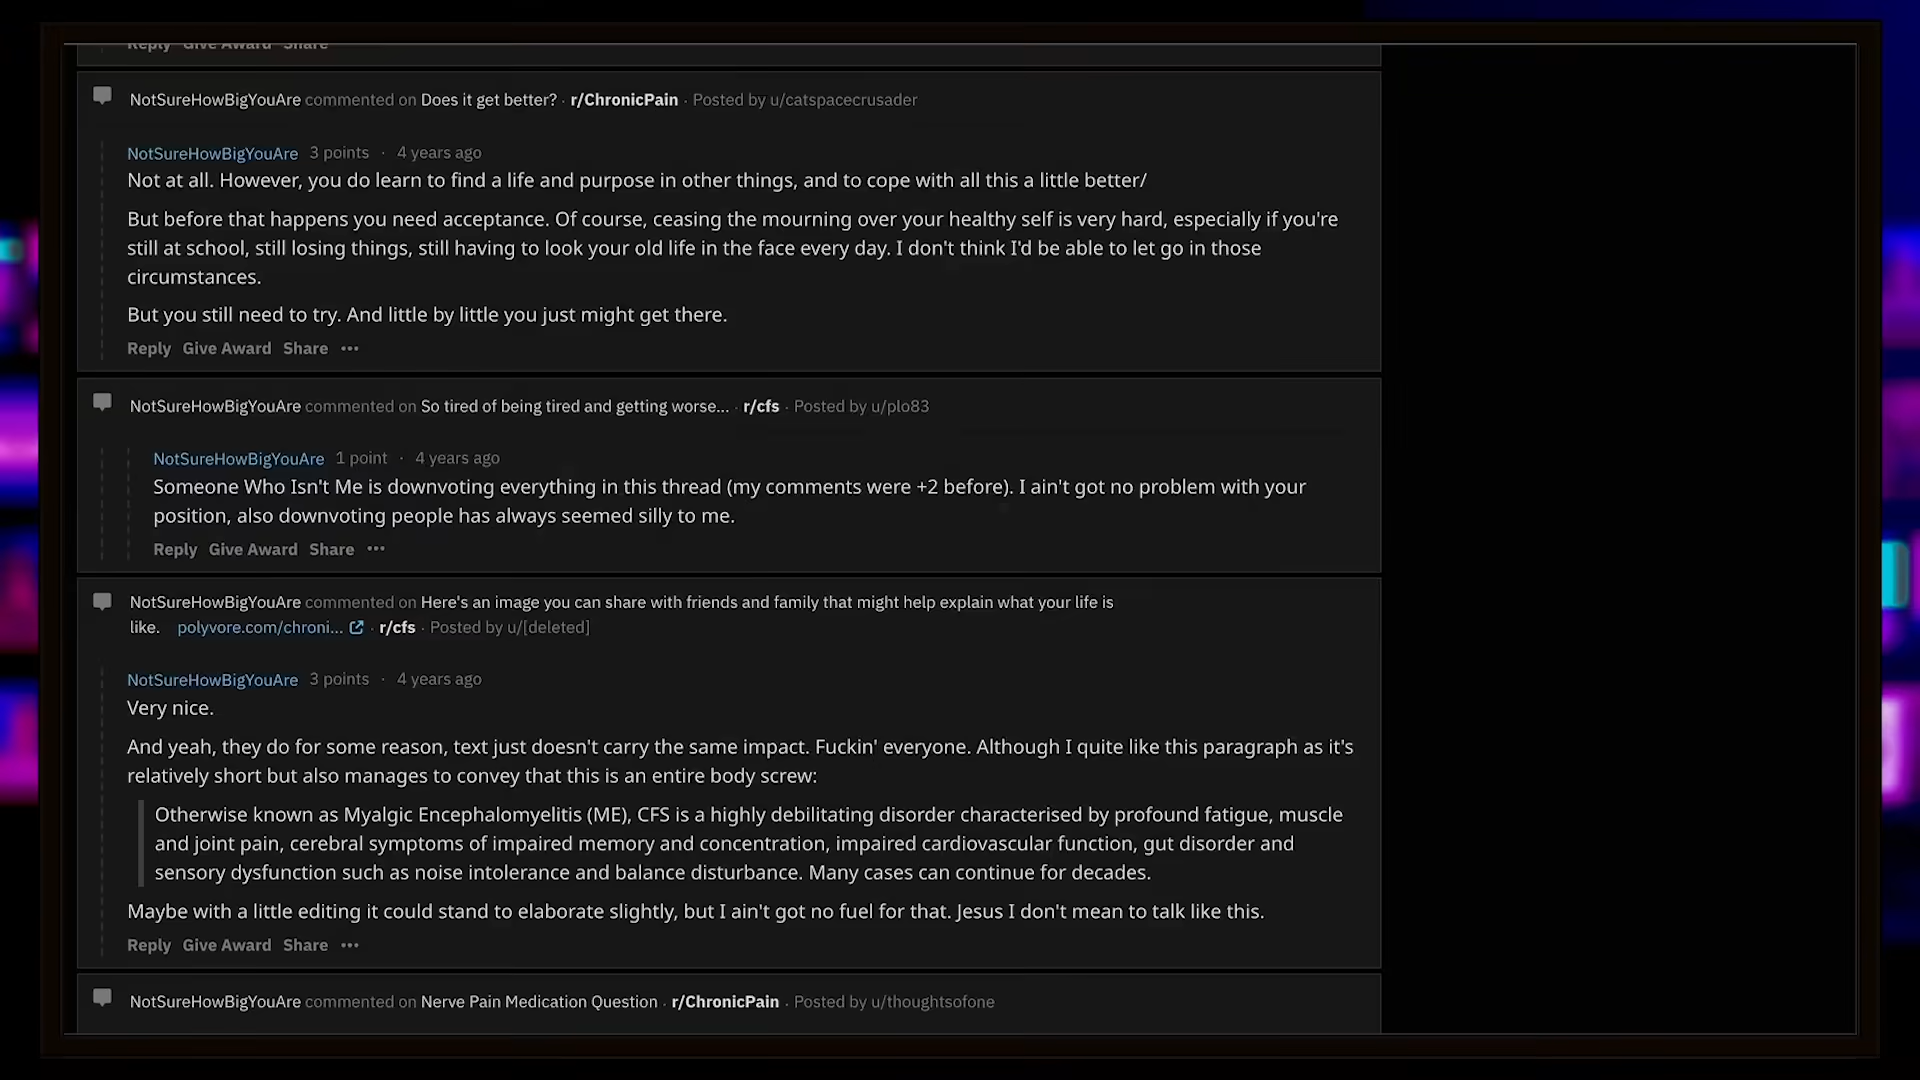 Reply Give Award Share
NotSureHowBigYouAre commented on Does it get better? · r/ChronicPain · Posted by u/catspacecrusader
NotSureHowBigYouAre 3 points · 4 years ago
Not at all. However, you do learn to find a life and purpose in other things, and to cope with all this a little better/
But before that happens you need acceptance. Of course, ceasing the mourning over your healthy self is very hard, especially if you're
still at school, still losing things, still having to look your old life in the face every day. I don't think I'd be able to let go in those
circumstances.
But you still need to try. And little by little you just might get there.
Reply Give Award Share ···
NotSureHowBigYouAre commented on So tired of being tired and getting worse... · r/cfs · Posted by u/plo83
NotSureHowBigYouAre 1 point · 4 years ago
Someone Who Isn't Me is downvoting everything in this thread (my comments were +2 before). I ain't got no problem with your
position, also downvoting people has always seemed silly to me.
Reply Give Award Share ···
NotSureHowBigYouAre commented on Here's an image you can share with friends and family that might help explain what your life is
like. polyvore.com/chroni... · r/cfs · Posted by u/[deleted]
NotSureHowBigYouAre 3 points · 4 years ago
Very nice.
And yeah, they do for some reason, text just doesn't carry the same impact. Fuckin' everyone. Although I quite like this paragraph as it's
relatively short but also manages to convey that this is an entire body screw:
Otherwise known as Myalgic Encephalomyelitis (ME), CFS is a highly debilitating disorder characterised by profound fatigue, muscle
and joint pain, cerebral symptoms of impaired memory and concentration, impaired cardiovascular function, gut disorder and
sensory dysfunction such as noise intolerance and balance disturbance. Many cases can continue for decades.
Maybe with a little editing it could stand to elaborate slightly, but I ain't got no fuel for that. Jesus I don't mean to talk like this.
Reply Give Award Share ···
NotSureHowBigYouAre commented on Nerve Pain Medication Question · r/ChronicPain · Posted by u/thoughtsofone